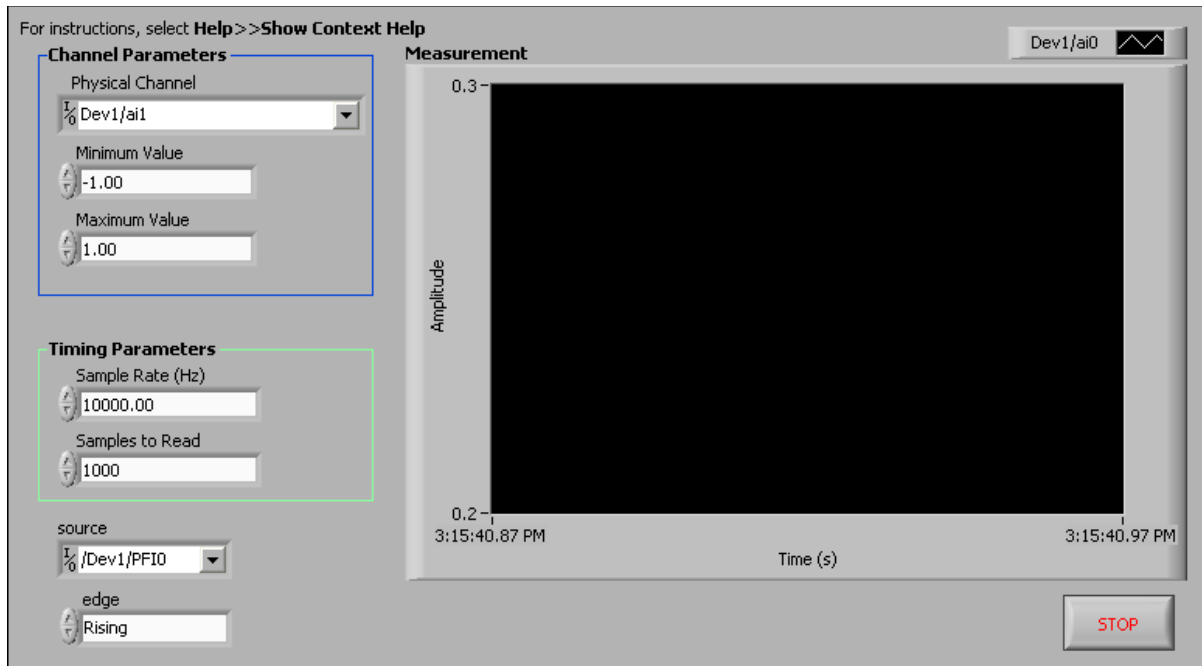 For instructions, select Help>>Show Context Help
Channel Parameters
Physical Channel
I/O Dev1/ai1
Minimum Value
-1.00
Maximum Value
1.00
Timing Parameters
Sample Rate (Hz)
10000.00
Samples to Read
1000
source
I/O /Dev1/PFI0
edge
Rising
Measurement
Dev1/ai0
0.3
Amplitude
0.2
3:15:40.87 PM
3:15:40.97 PM
Time (s)
STOP